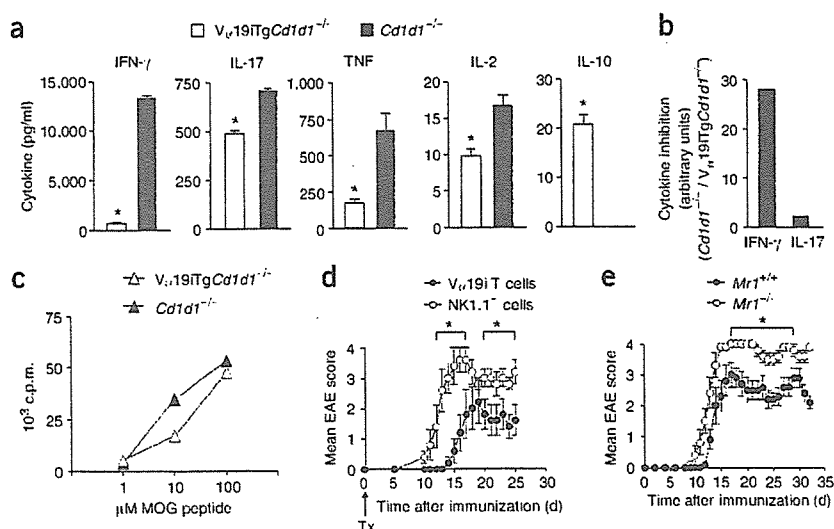 a
Vα19iTgCd1d1−/−
Cd1d1−/−
IFN-γ
IL-17
TNF
IL-2
IL-10
Cytokine (pg/ml)
15,000
10,000
5,000
0
750
500
250
0
1,000
750
500
250
0
20
15
10
5
0
40
30
20
10
0
*
*
*
*
*
b
Cytokine inhibition
(arbitrary units)
(Cd1d1−/− / Vα19iTgCd1d1−/−)
30
20
10
0
IFN-γ IL-17
c
Vα19iTgCd1d1−/−
Cd1d1−/−
10³ c.p.m.
75
50
25
0
1 10 100
μM MOG peptide
d
Vα19i T cells
NK1.1− cells
*
*
Mean EAE score
4
3
2
1
0
0 5 10 15 20 25 30
Time after immunization (d)
Tx
e
Mr1+/+
Mr1−/−
*
Mean EAE score
4
3
2
1
0
0 5 10 15 20 25 30 35
Time after immunization (d)